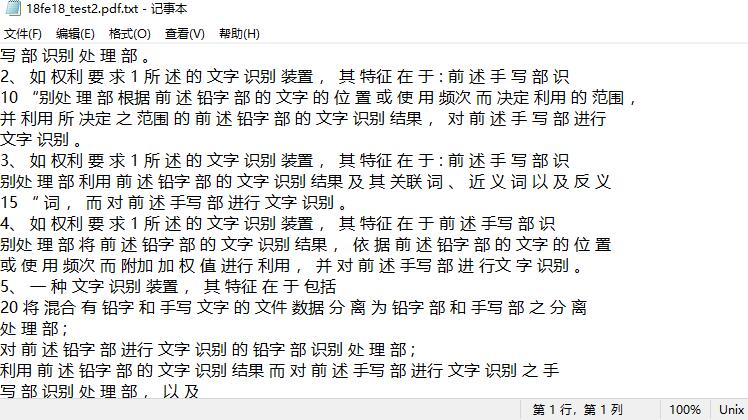 18fe18_test2.pdf.txt - 记事本
文件(F) 编辑(E) 格式(O) 查看(V) 帮助(H)
写 部 识别 处 理 部 。
2、 如 权利 要 求 1 所 述 的 文字 识别 装置 ， 其 特征 在 于 : 前 述 手 写 部 识
10 “别处 理 部 根据 前 述 铅字 部 的 文字 的 位 置 或 使 用 频次 而 决定 利用 的 范围 ，
并 利用 所 决定 之 范围 的 前 述 铅字 部 的 文字 识别 结果 ， 对 前 述 手 写 部 进行
文字 识别 。
3、 如 权利 要 求 1 所 述 的 文字 识别 装置 ， 其 特征 在 于 : 前 述 手 写 部 识
别处 理 部 利用 前 述 铅字 部 的 文字 识别 结果 及 其 关联 词 、 近 义 词 以 及 反 义
15 “ 词 ， 而 对 前 述 手写 部 进行 文字 识别 。
4、 如 权利 要 求 1 所 述 的 文字 识别 装置 ， 其 特征 在 于 前 述 手写 部 识
别处 理 部 将 前 述 铅字 部 的 文字 识别 结果 ， 依 据 前 述 铅字 部 的 文字 的 位 置
或 使 用 频次 而 附加 加 权 值 进行 利用 ， 并 对 前 述 手写 部 进 行文 字 识别 。
5、 一 种 文字 识别 装置 ， 其 特征 在 于 包括
20 将 混合 有 铅字 和 手写 文字 的 文件 数据 分 离 为 铅字 部 和 手写 部 之 分 离
处 理 部 ;
对 前 述 铅字 部 进行 文字 识别 的 铅字 部 识别 处 理 部 ;
利用 前 述 铅字 部 的 文字 识别 结果 而 对 前 述 手写 部 进行 文字 识别 之 手
写 部 识别 处 理 部 ， 以 及
第 1 行，第 1 列 100% Unix